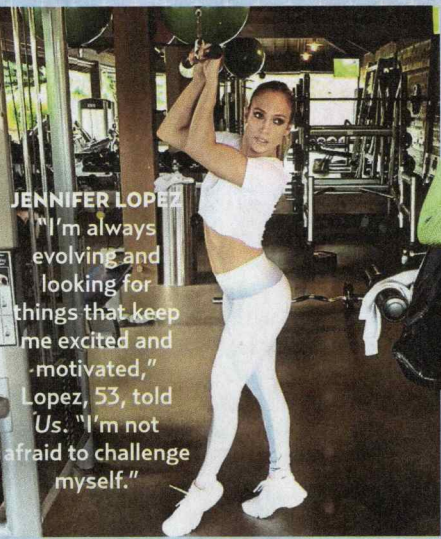 JENNIFER LOPEZ
"I'm always
evolving and
looking for
things that keep
me excited and
motivated,"
Lopez, 53, told
Us. "I'm not
afraid to challenge
myself."